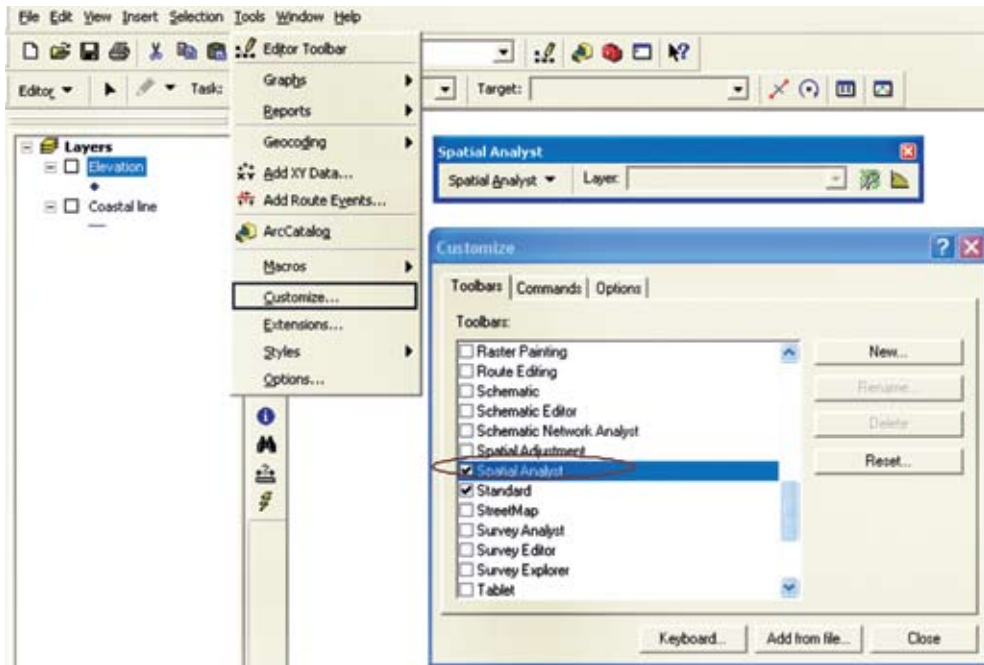 File Edit View Insert Selection Tools Window Help
Editor Task: Target:
Layers
Elevation
Coastal line
Editor Toolbar
Graphs
Reports
Geocoding
Add XY Data...
Add Route Events...
ArcCatalog
Macros
Customize...
Extensions...
Styles
Options...
Spatial Analyst
Spatial Analyst Layer:
Customize
Toolbars Commands Options
Toolbars:
Raster Painting
Route Editing
Schematic
Schematic Editor
Schematic Network Analyst
Spatial Adjustment
Spatial Analyst
Standard
StreetMap
Survey Analyst
Survey Editor
Survey Explorer
Tablet
New...
Rename...
Delete
Reset...
Keyboard... Add from file... Close